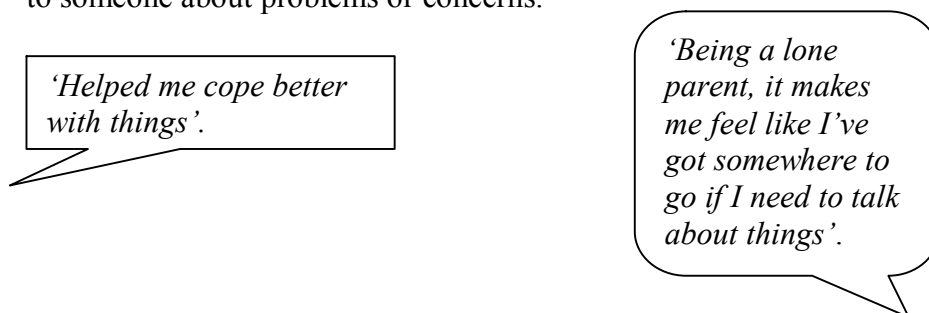 to someone about problems or concerns.
‘Helped me cope better
with things’.
‘Being a lone
parent, it makes
me feel like I’ve
got somewhere to
go if I need to talk
about things’.